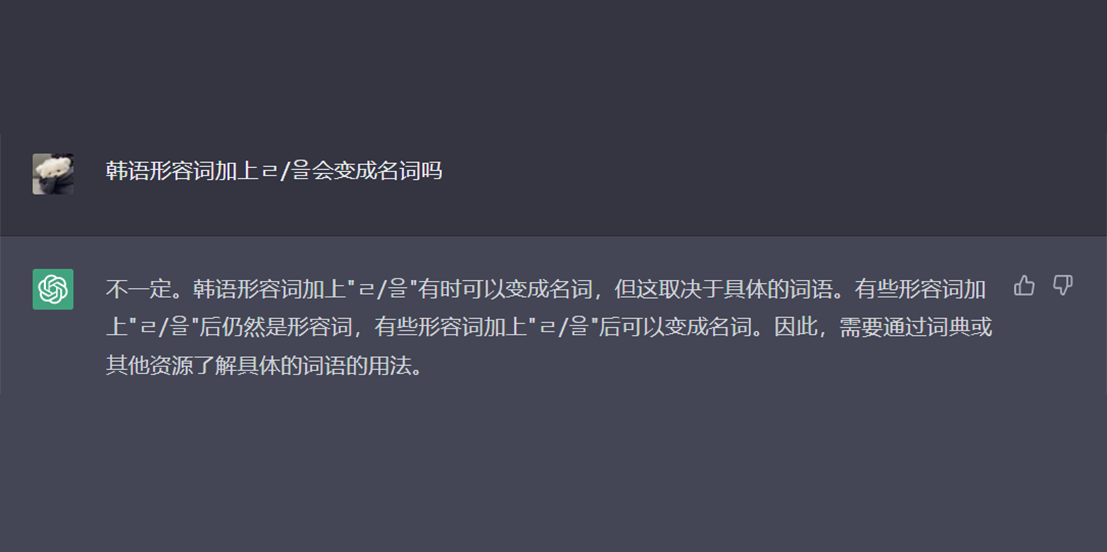 韩语形容词加上ㄹ/을会变成名词吗
不一定。韩语形容词加上"ㄹ/을"有时可以变成名词，但这取决于具体的词语。有些形容词加
上"ㄹ/을"后仍然是形容词，有些形容词加上"ㄹ/을"后可以变成名词。因此，需要通过词典或
其他资源了解具体的词语的用法。